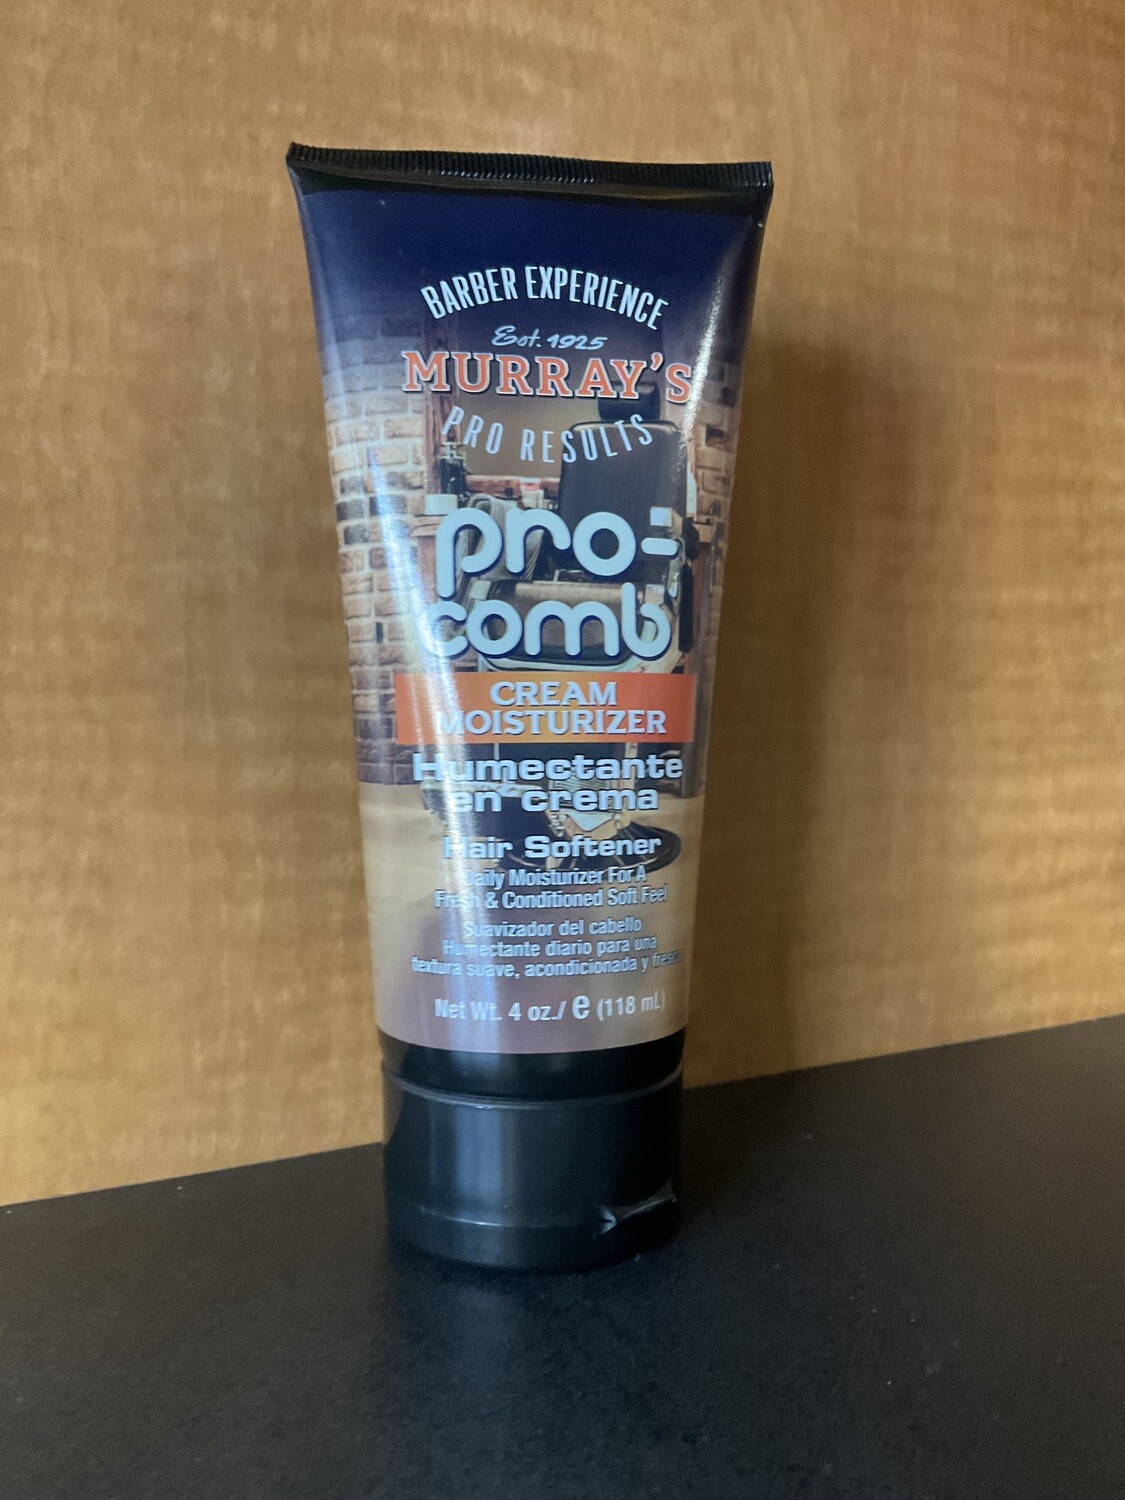 BARBER EXPERIENCE
Est. 1925
MURRAY'S
PRO RESULTS
pro-
comb™
CREAM
MOISTURIZER
Humectante
en crema
Hair Softener
Daily Moisturizer For A
Fresh & Conditioned Soft Feel
Suavizador del cabello
Humectante diario para una
textura suave, acondicionada y fresca
Net Wt. 4 oz./ e (118 mL)